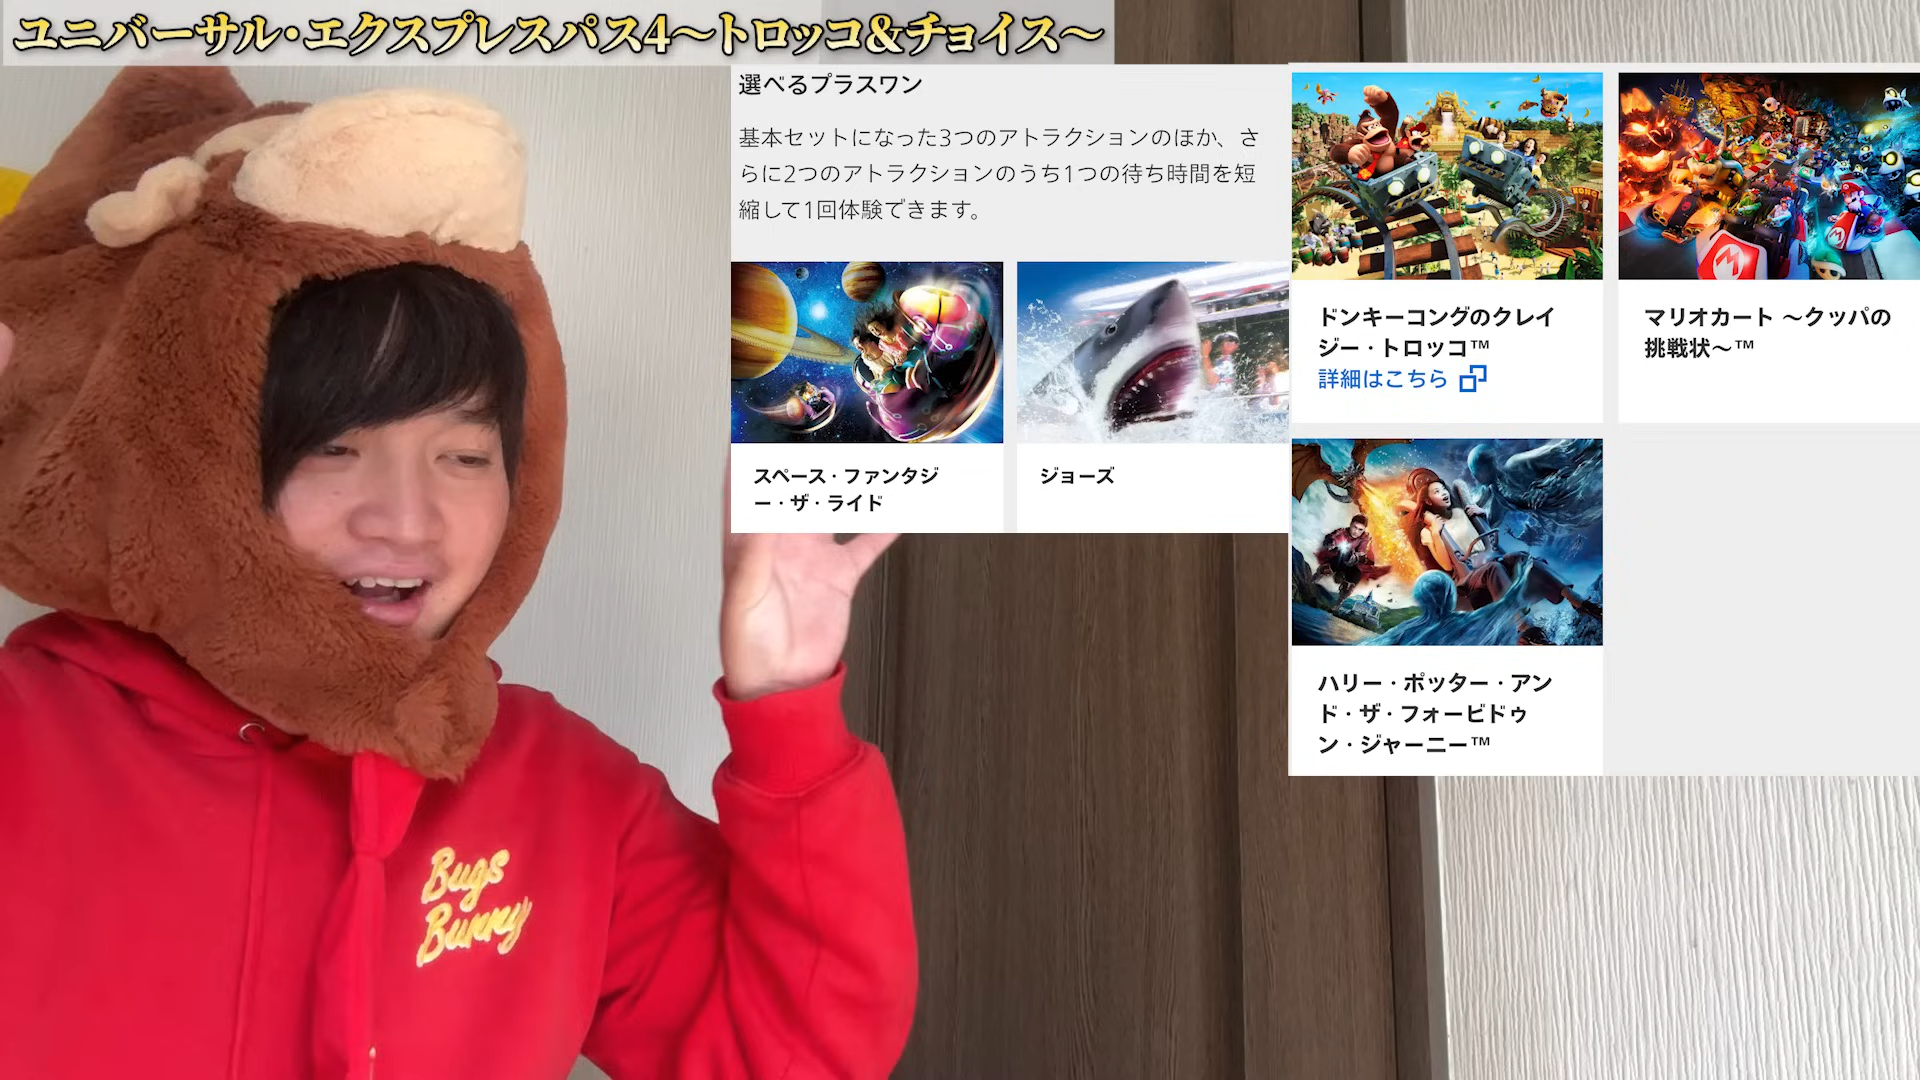 ユニバーサル・エクスプレスパス4～トロッコ&チョイス～
選べるプラスワン
基本セットになった3つのアトラクションのほか、さ
らに2つのアトラクションのうち1つの待ち時間を短
縮して1回体験できます。
スペース・ファンタジ
ー・ザ・ライド
ジョーズ
ドンキーコングのクレイ
ジー・トロッコ™
詳細はこちら
マリオカート ～クッパの
挑戦状～™
ハリー・ポッター・アン
ド・ザ・フォービドゥ
ン・ジャーニー™
Bugs
Bunny